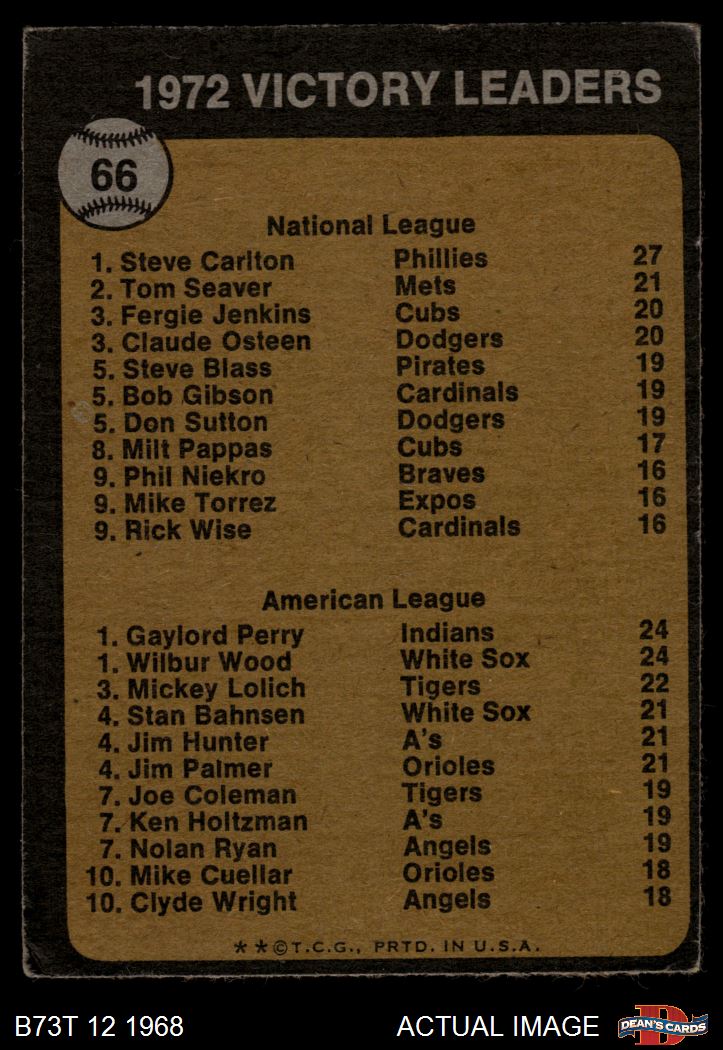 1972 VICTORY LEADERS
66
National League
1. Steve Carlton Phillies 27
2. Tom Seaver Mets 21
3. Fergie Jenkins Cubs 20
3. Claude Osteen Dodgers 20
5. Steve Blass Pirates 19
5. Bob Gibson Cardinals 19
5. Don Sutton Dodgers 19
8. Milt Pappas Cubs 17
9. Phil Niekro Braves 16
9. Mike Torrez Expos 16
9. Rick Wise Cardinals 16
American League
1. Gaylord Perry Indians 24
1. Wilbur Wood White Sox 24
3. Mickey Lolich Tigers 22
4. Stan Bahnsen White Sox 21
4. Jim Hunter A's 21
4. Jim Palmer Orioles 21
7. Joe Coleman Tigers 19
7. Ken Holtzman A's 19
7. Nolan Ryan Angels 19
10. Mike Cuellar Orioles 18
10. Clyde Wright Angels 18
**©T.C.G., PRTD. IN U.S.A.
B73T 12 1968 ACTUAL IMAGE D DEAN'S CARDS